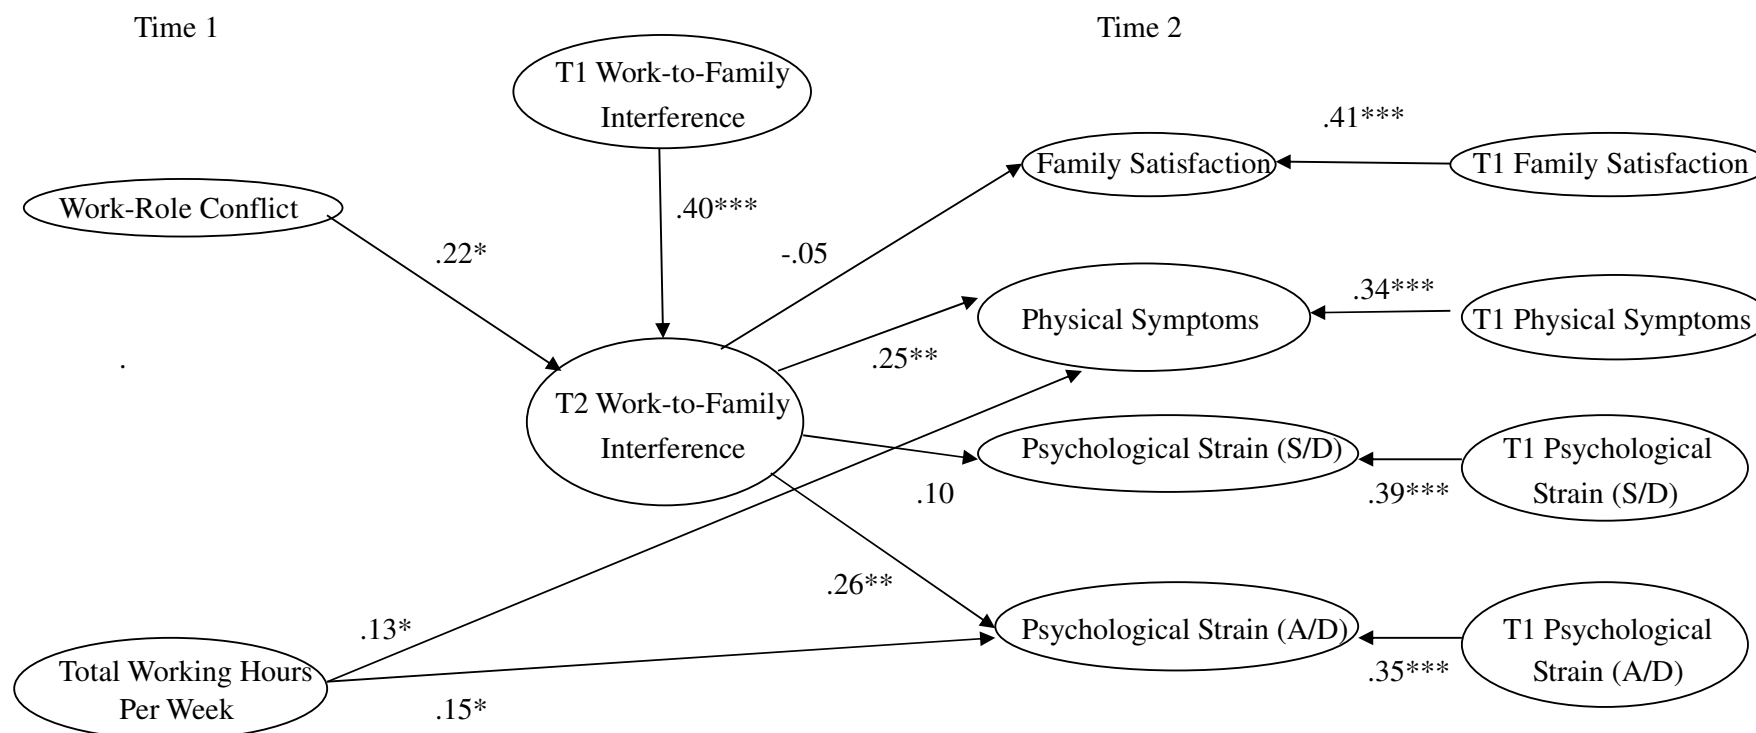 Time 1
Time 2
T1 Work-to-Family
Interference
.41***
Family Satisfaction
T1 Family Satisfaction
Work-Role Conflict
.40***
.22*
-.05
.34***
Physical Symptoms
T1 Physical Symptoms
.25**
.
T2 Work-to-Family
Interference
Psychological Strain (S/D)
T1 Psychological
Strain (S/D)
.10
.39***
.26**
.13*
Psychological Strain (A/D)
T1 Psychological
Strain (A/D)
.35***
Total Working Hours
Per Week
.15*